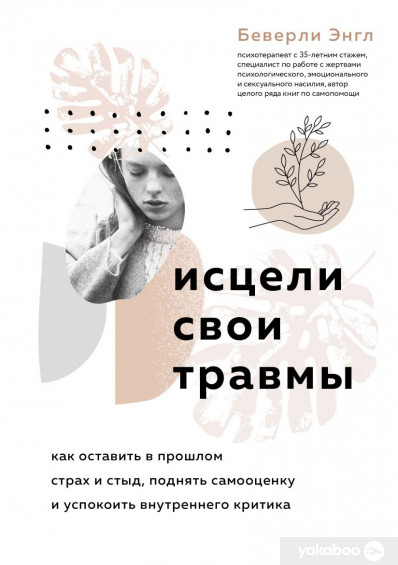 Беверли Энгл
психотерапевт с 35-летним стажем,
специалист по работе с жертвами
психологического, эмоционального
и сексуального насилия, автор
целого ряда книг по самопомощи
исцели
свои
травмы
как оставить в прошлом
страх и стыд, поднять самооценку
и успокоить внутреннего критика
yakaboo